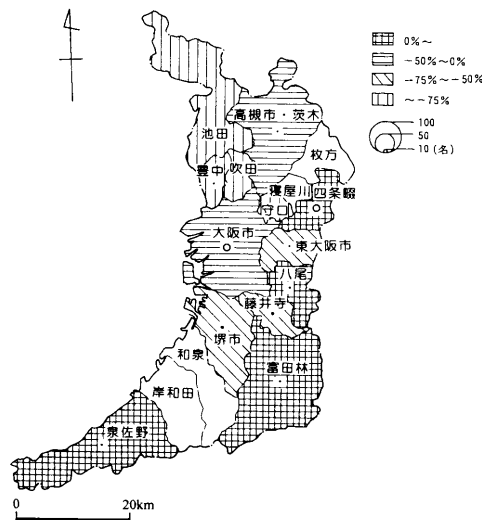 0%〜
−50%〜0%
−75%〜−50%
〜−75%
100
50
10 (名)
高槻市・茨木
池田
枚方
豊中
吹田
寝屋川
四条畷
守口
大阪市
東大阪市
八尾
藤井寺
堺市
和泉
富田林
岸和田
泉佐野
0
20km